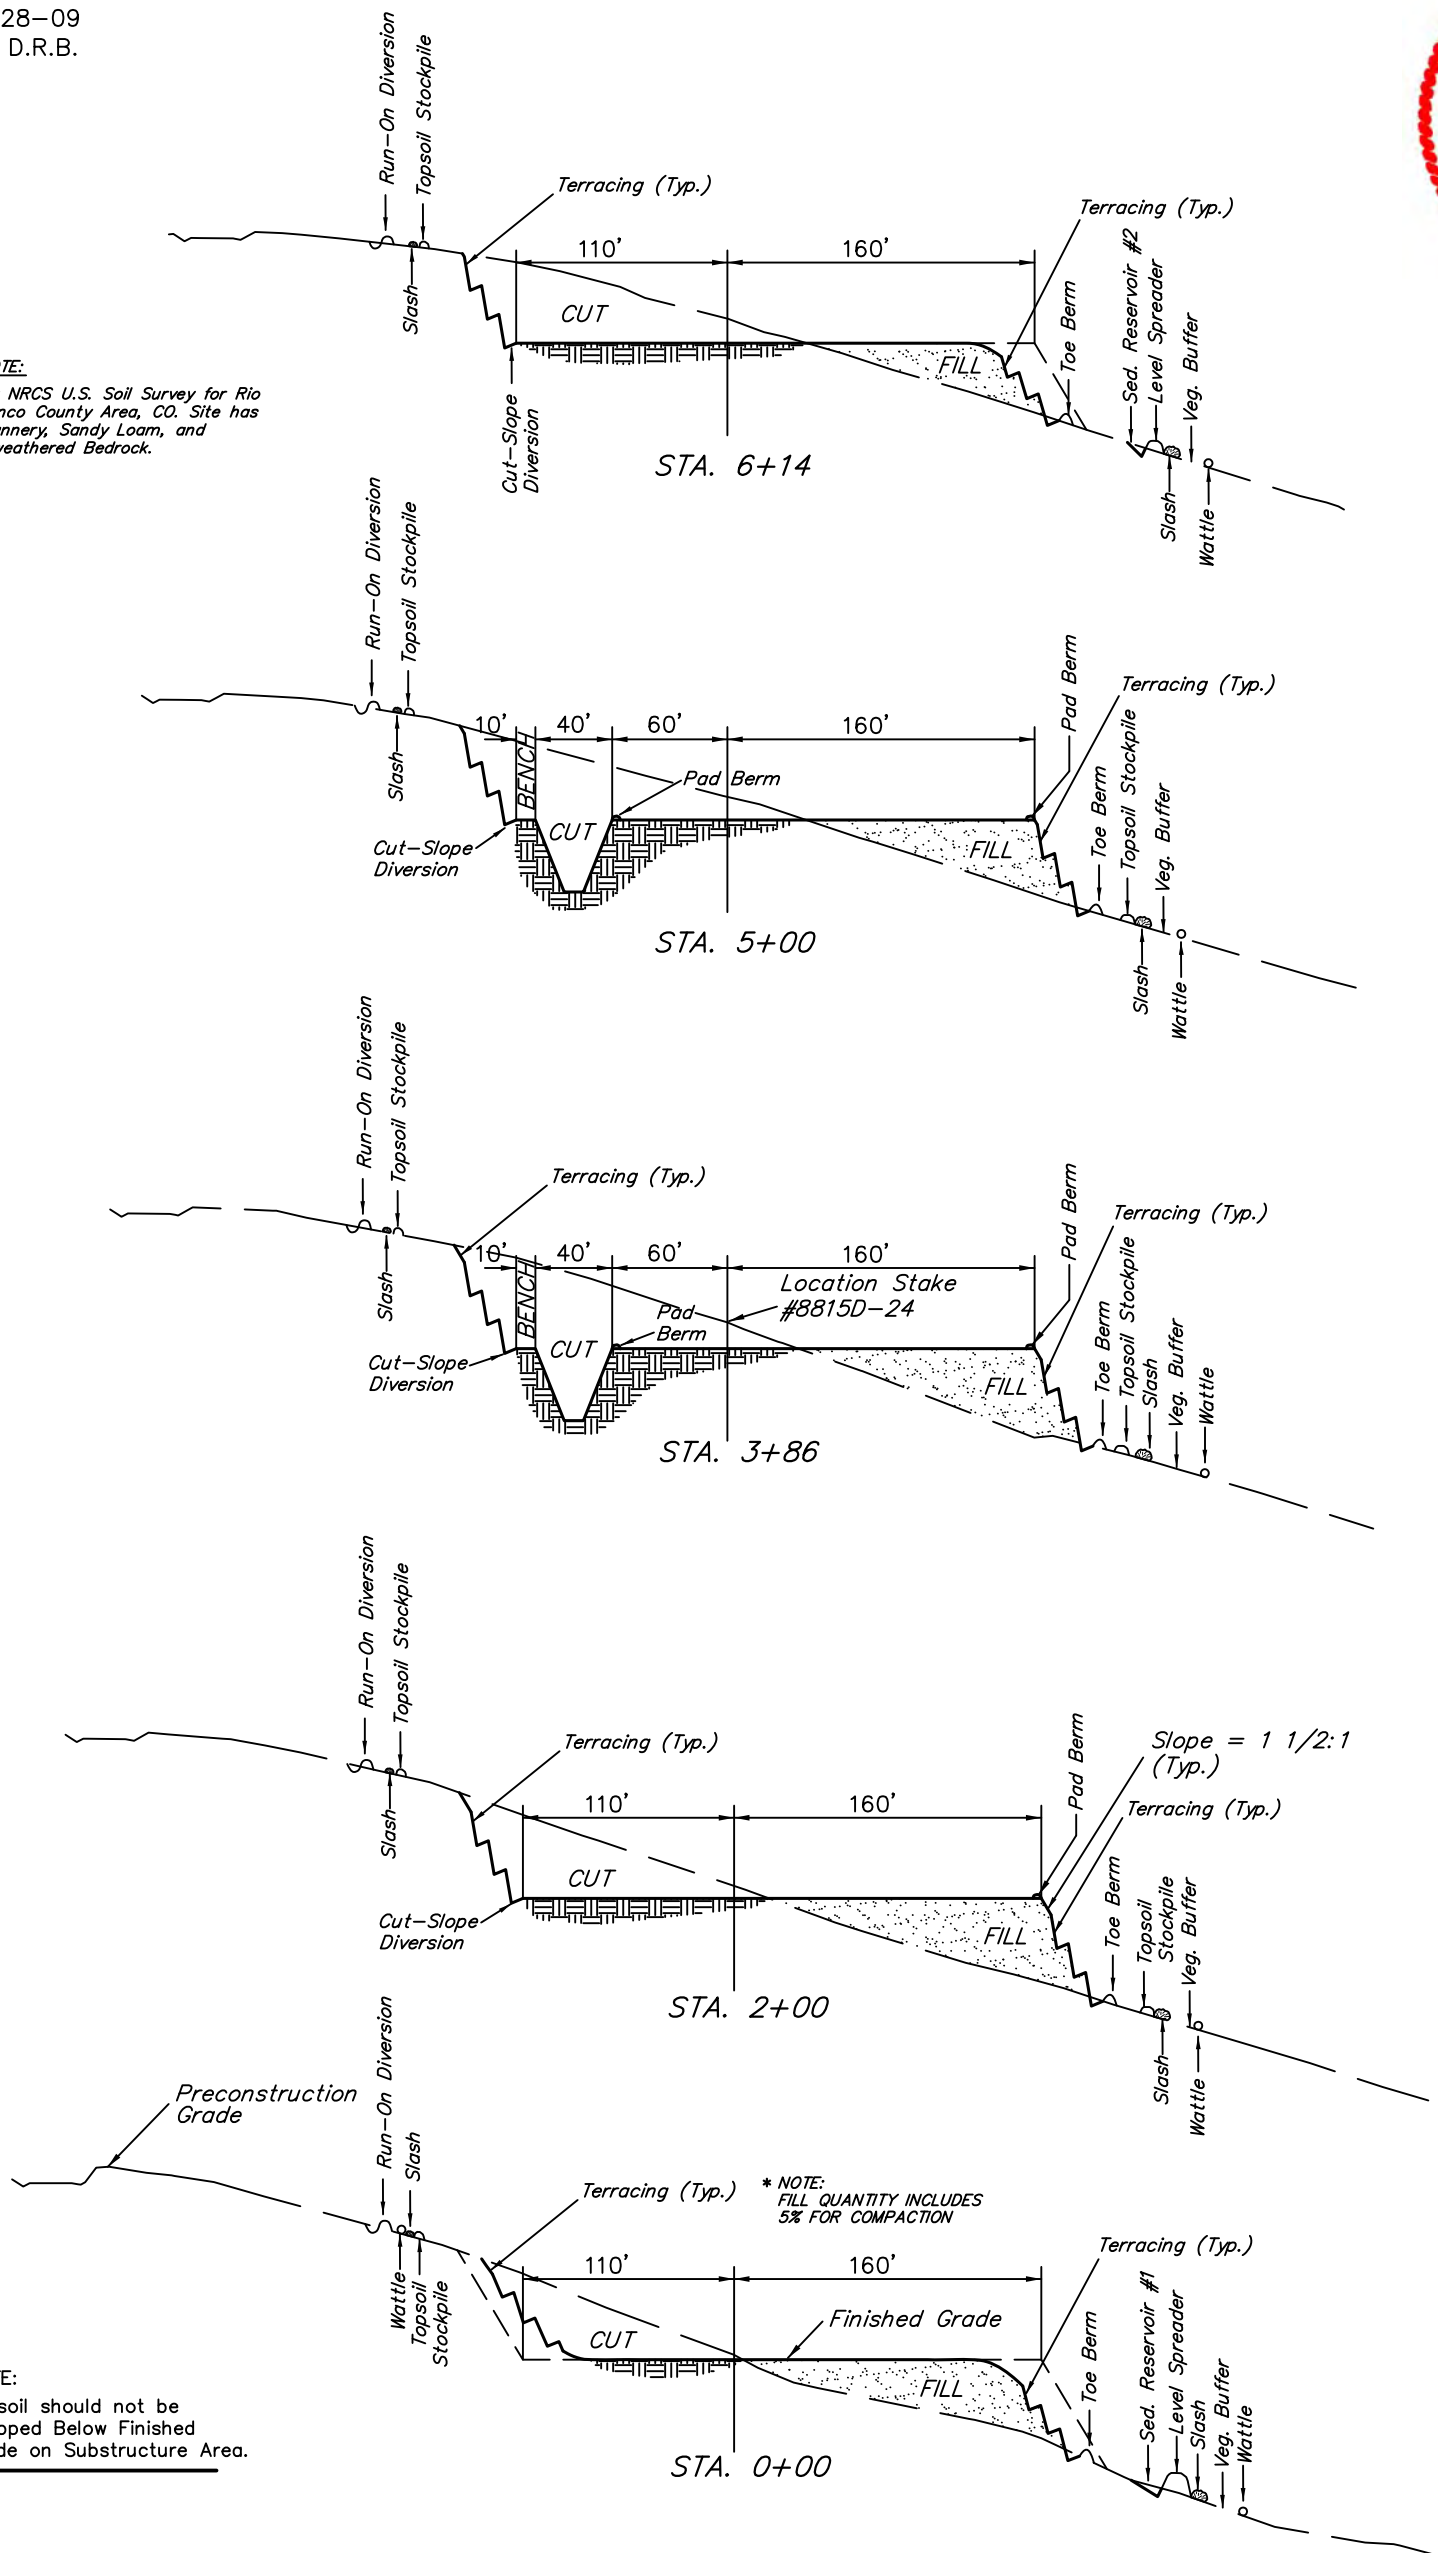 28-09
D.R.B.
Run-On Diversion
Topsoil Stockpile
Slash
Terracing (Typ.)
110'
160'
CUT
Cut-Slope
Diversion
FILL
Terracing (Typ.)
Toe Berm
Sed. Reservoir #2
Level Spreader
Veg. Buffer
Slash
Wattle
STA. 6+14
NRCS U.S. Soil Survey for Rio
County Area, CO. Site has
Sandy Loam, and
Bedrock.
Run-On Diversion
Topsoil Stockpile
Slash
10'
40'
60'
160'
BENCH
CUT
Pad Berm
Cut-Slope
Diversion
FILL
Pad Berm
Terracing (Typ.)
Toe Berm
Topsoil Stockpile
Veg. Buffer
Slash
Wattle
STA. 5+00
Run-On Diversion
Topsoil Stockpile
Slash
Terracing (Typ.)
10'
40'
60'
160'
BENCH
CUT
Pad
Berm
Location Stake
#8815D-24
Cut-Slope
Diversion
FILL
Pad Berm
Terracing (Typ.)
Toe Berm
Topsoil Stockpile
Slash
Veg. Buffer
Wattle
STA. 3+86
Run-On Diversion
Topsoil Stockpile
Slash
Terracing (Typ.)
110'
160'
CUT
Cut-Slope
Diversion
FILL
Pad Berm
Slope = 1 1/2:1
(Typ.)
Terracing (Typ.)
Toe Berm
Topsoil
Stockpile
Veg. Buffer
Slash
Wattle
STA. 2+00
Preconstruction
Grade
Run-On Diversion
Slash
Wattle
Topsoil
Stockpile
Terracing (Typ.)
* NOTE:
FILL QUANTITY INCLUDES
5% FOR COMPACTION
110'
160'
CUT
Finished Grade
FILL
Terracing (Typ.)
Toe Berm
Sed. Reservoir #1
Level Spreader
Slash
Veg. Buffer
Wattle
STA. 0+00
should not be
Below Finished
on Substructure Area.